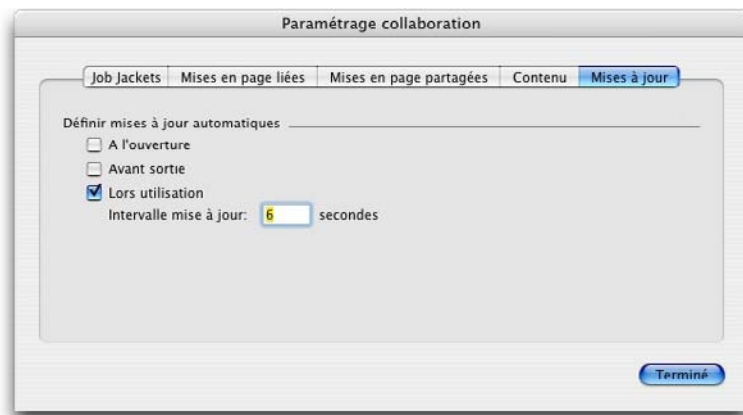 Paramétrage collaboration
Job Jackets Mises en page liées Mises en page partagées Contenu Mises à jour
Définir mises à jour automatiques
A l'ouverture
Avant sortie
Lors utilisation
Intervalle mise à jour: 6 secondes
Terminé